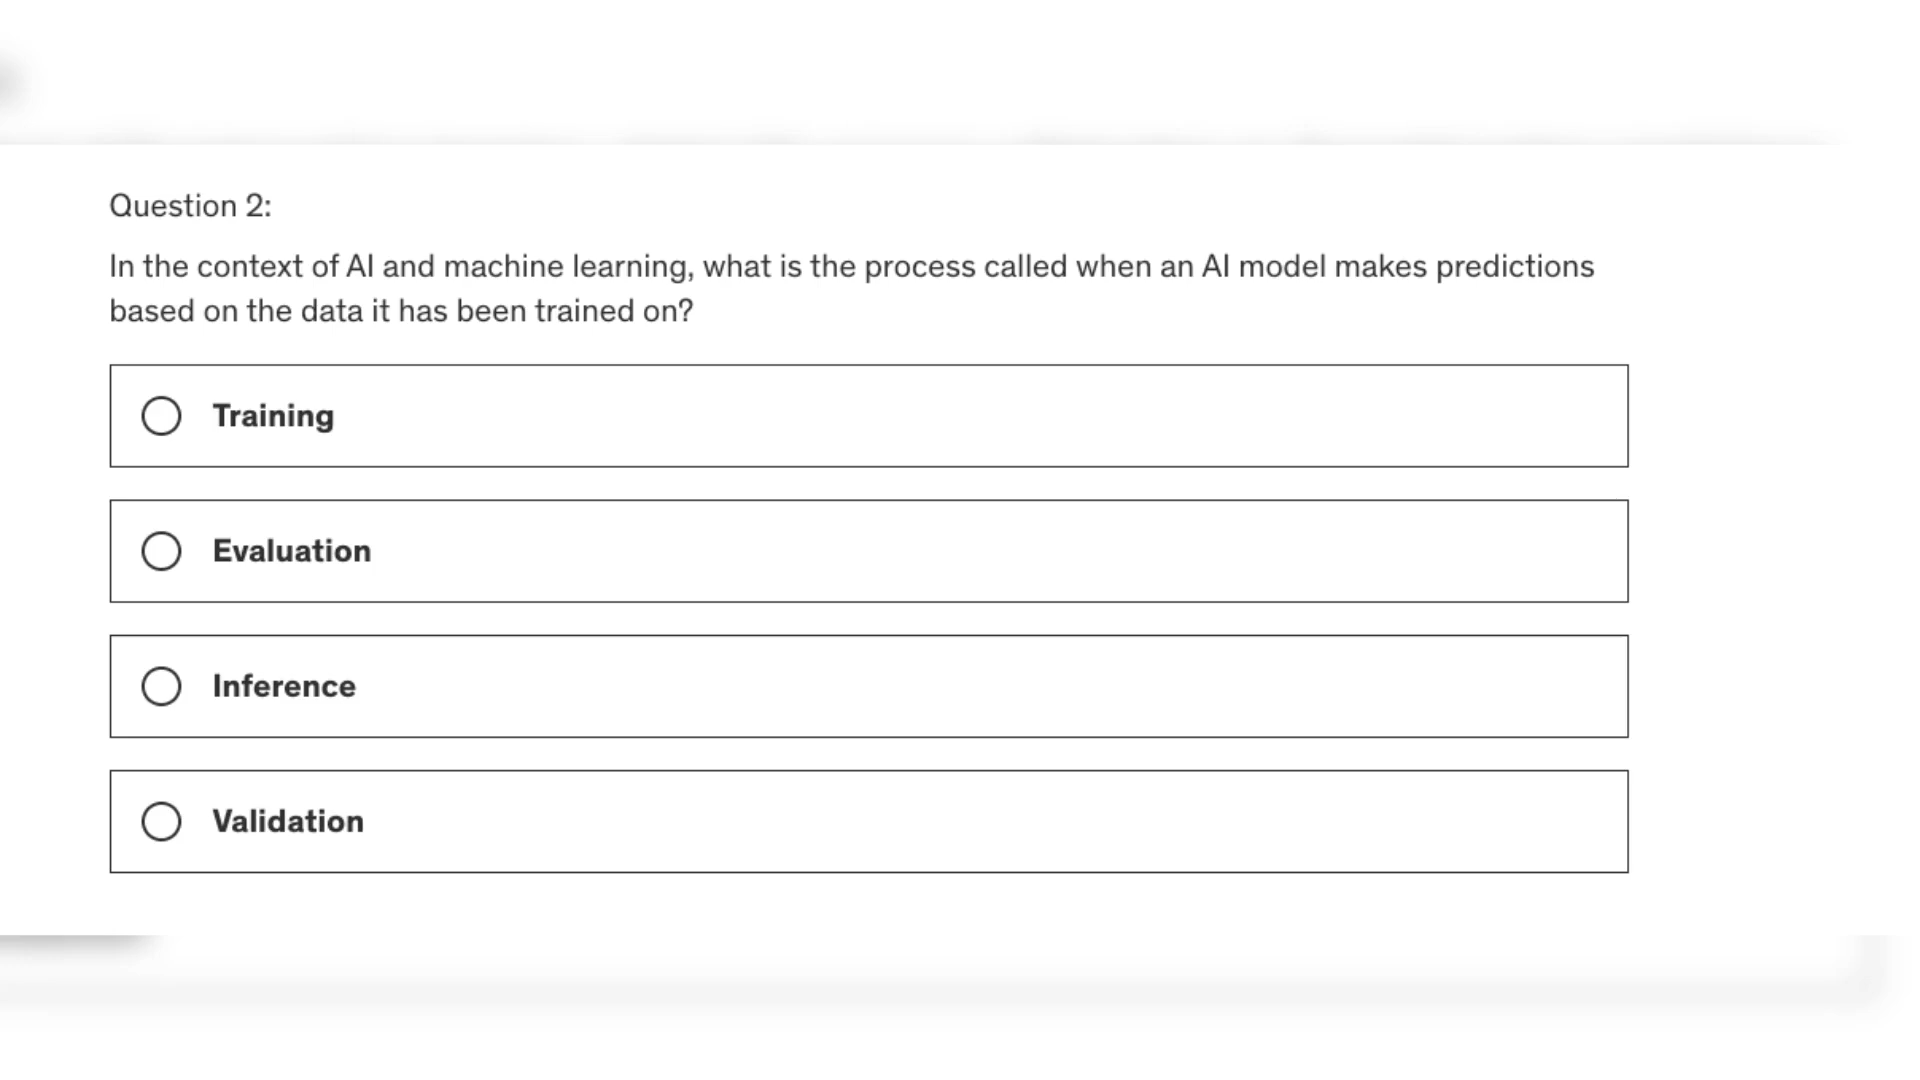 Question 2:
In the context of AI and machine learning, what is the process called when an AI model makes predictions
based on the data it has been trained on?
Training
Evaluation
Inference
Validation